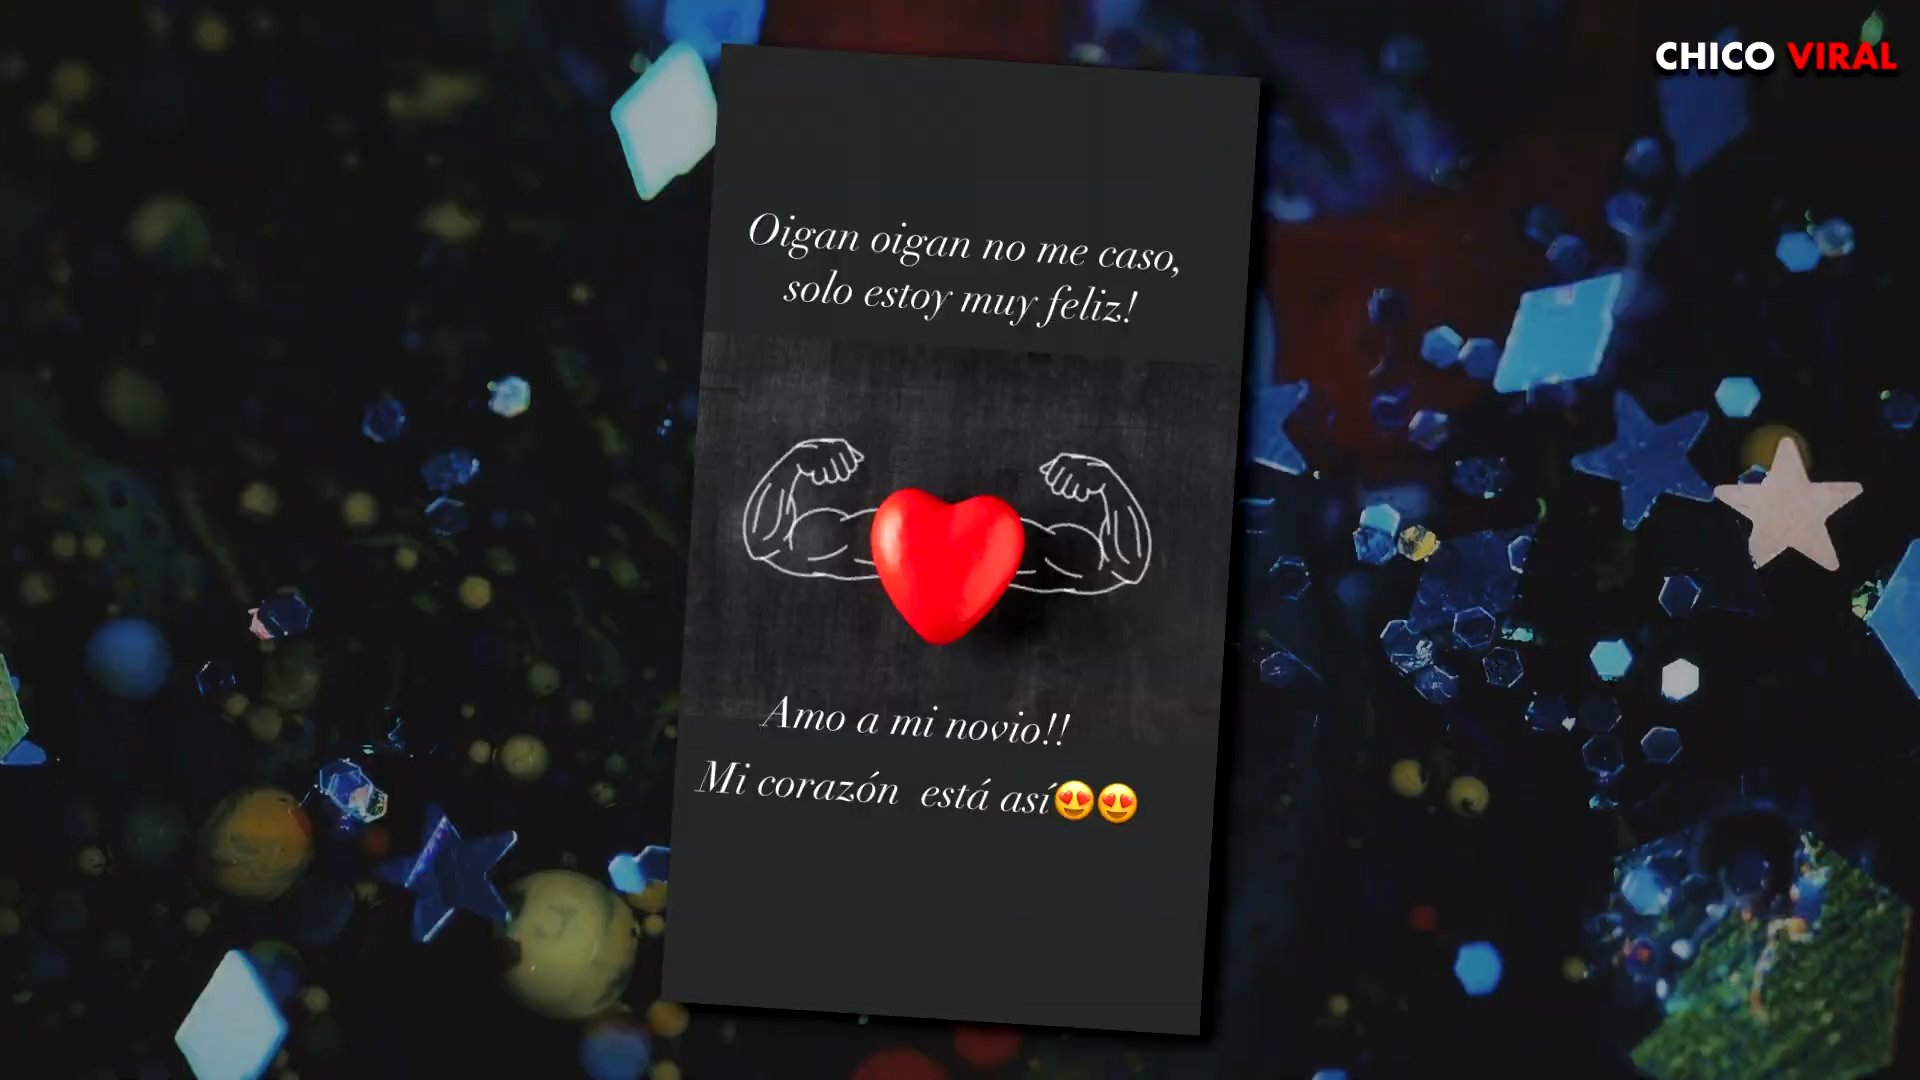 CHICO VIRAL
Oigan oigan no me caso,
solo estoy muy feliz!
Amo a mi novio!!
Mi corazón está así😍😍